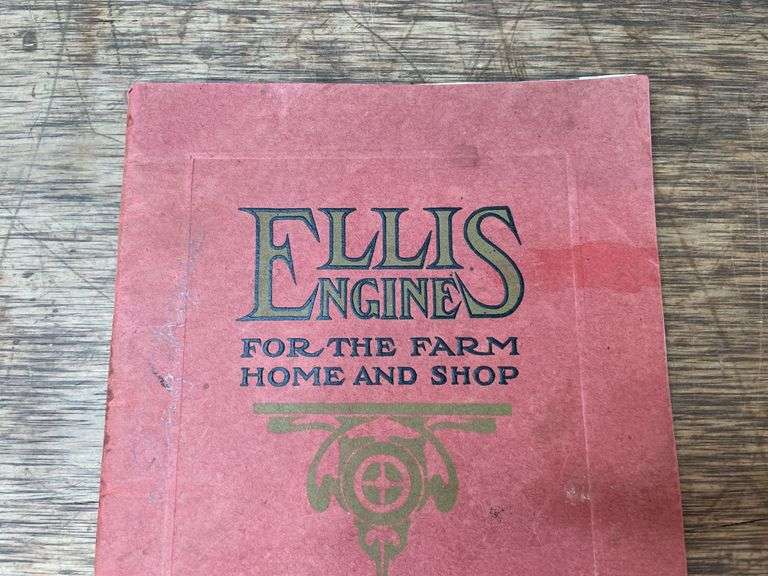 ELLIS
ENGINES
FOR THE FARM
HOME AND SHOP